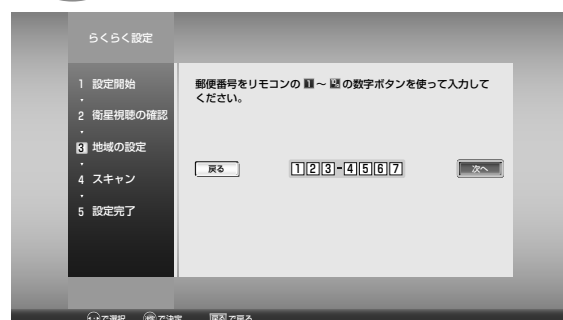 らくらく設定
1 設定開始
2 衛星視聴の確認
3 地域の設定
4 スキャン
5 設定完了
郵便番号をリモコンの 1 ~ 10 の数字ボタンを使って入力して
ください。
戻る 123-4567 次へ
で選択 決定 で決定 戻る で戻る